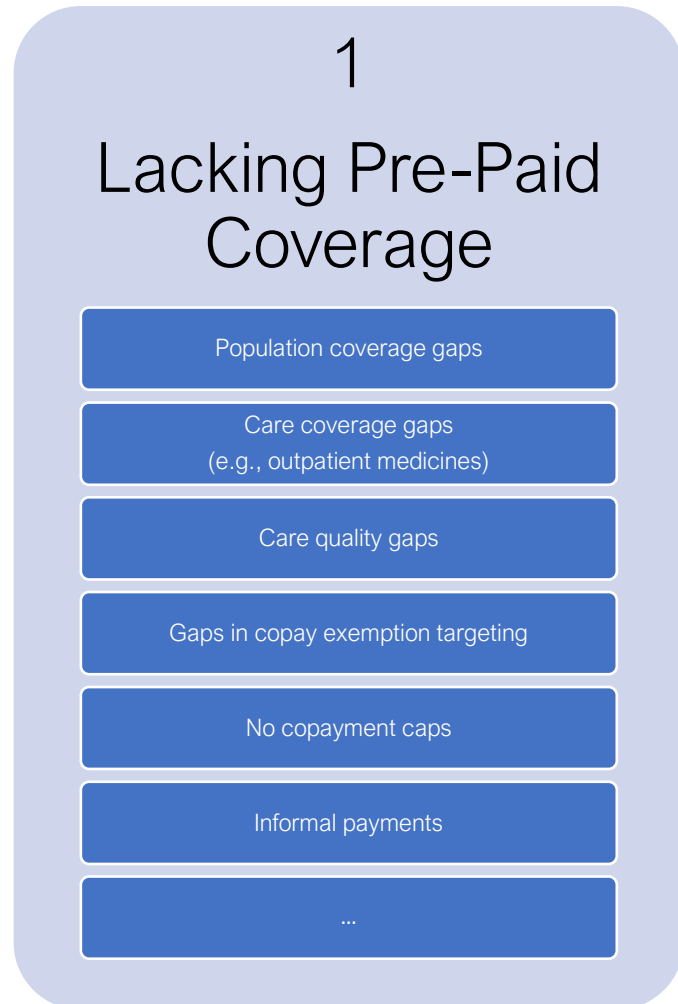 1
Lacking Pre-Paid
Coverage
Population coverage gaps
Care coverage gaps
(e.g., outpatient medicines)
Care quality gaps
Gaps in copay exemption targeting
No copayment caps
Informal payments
...